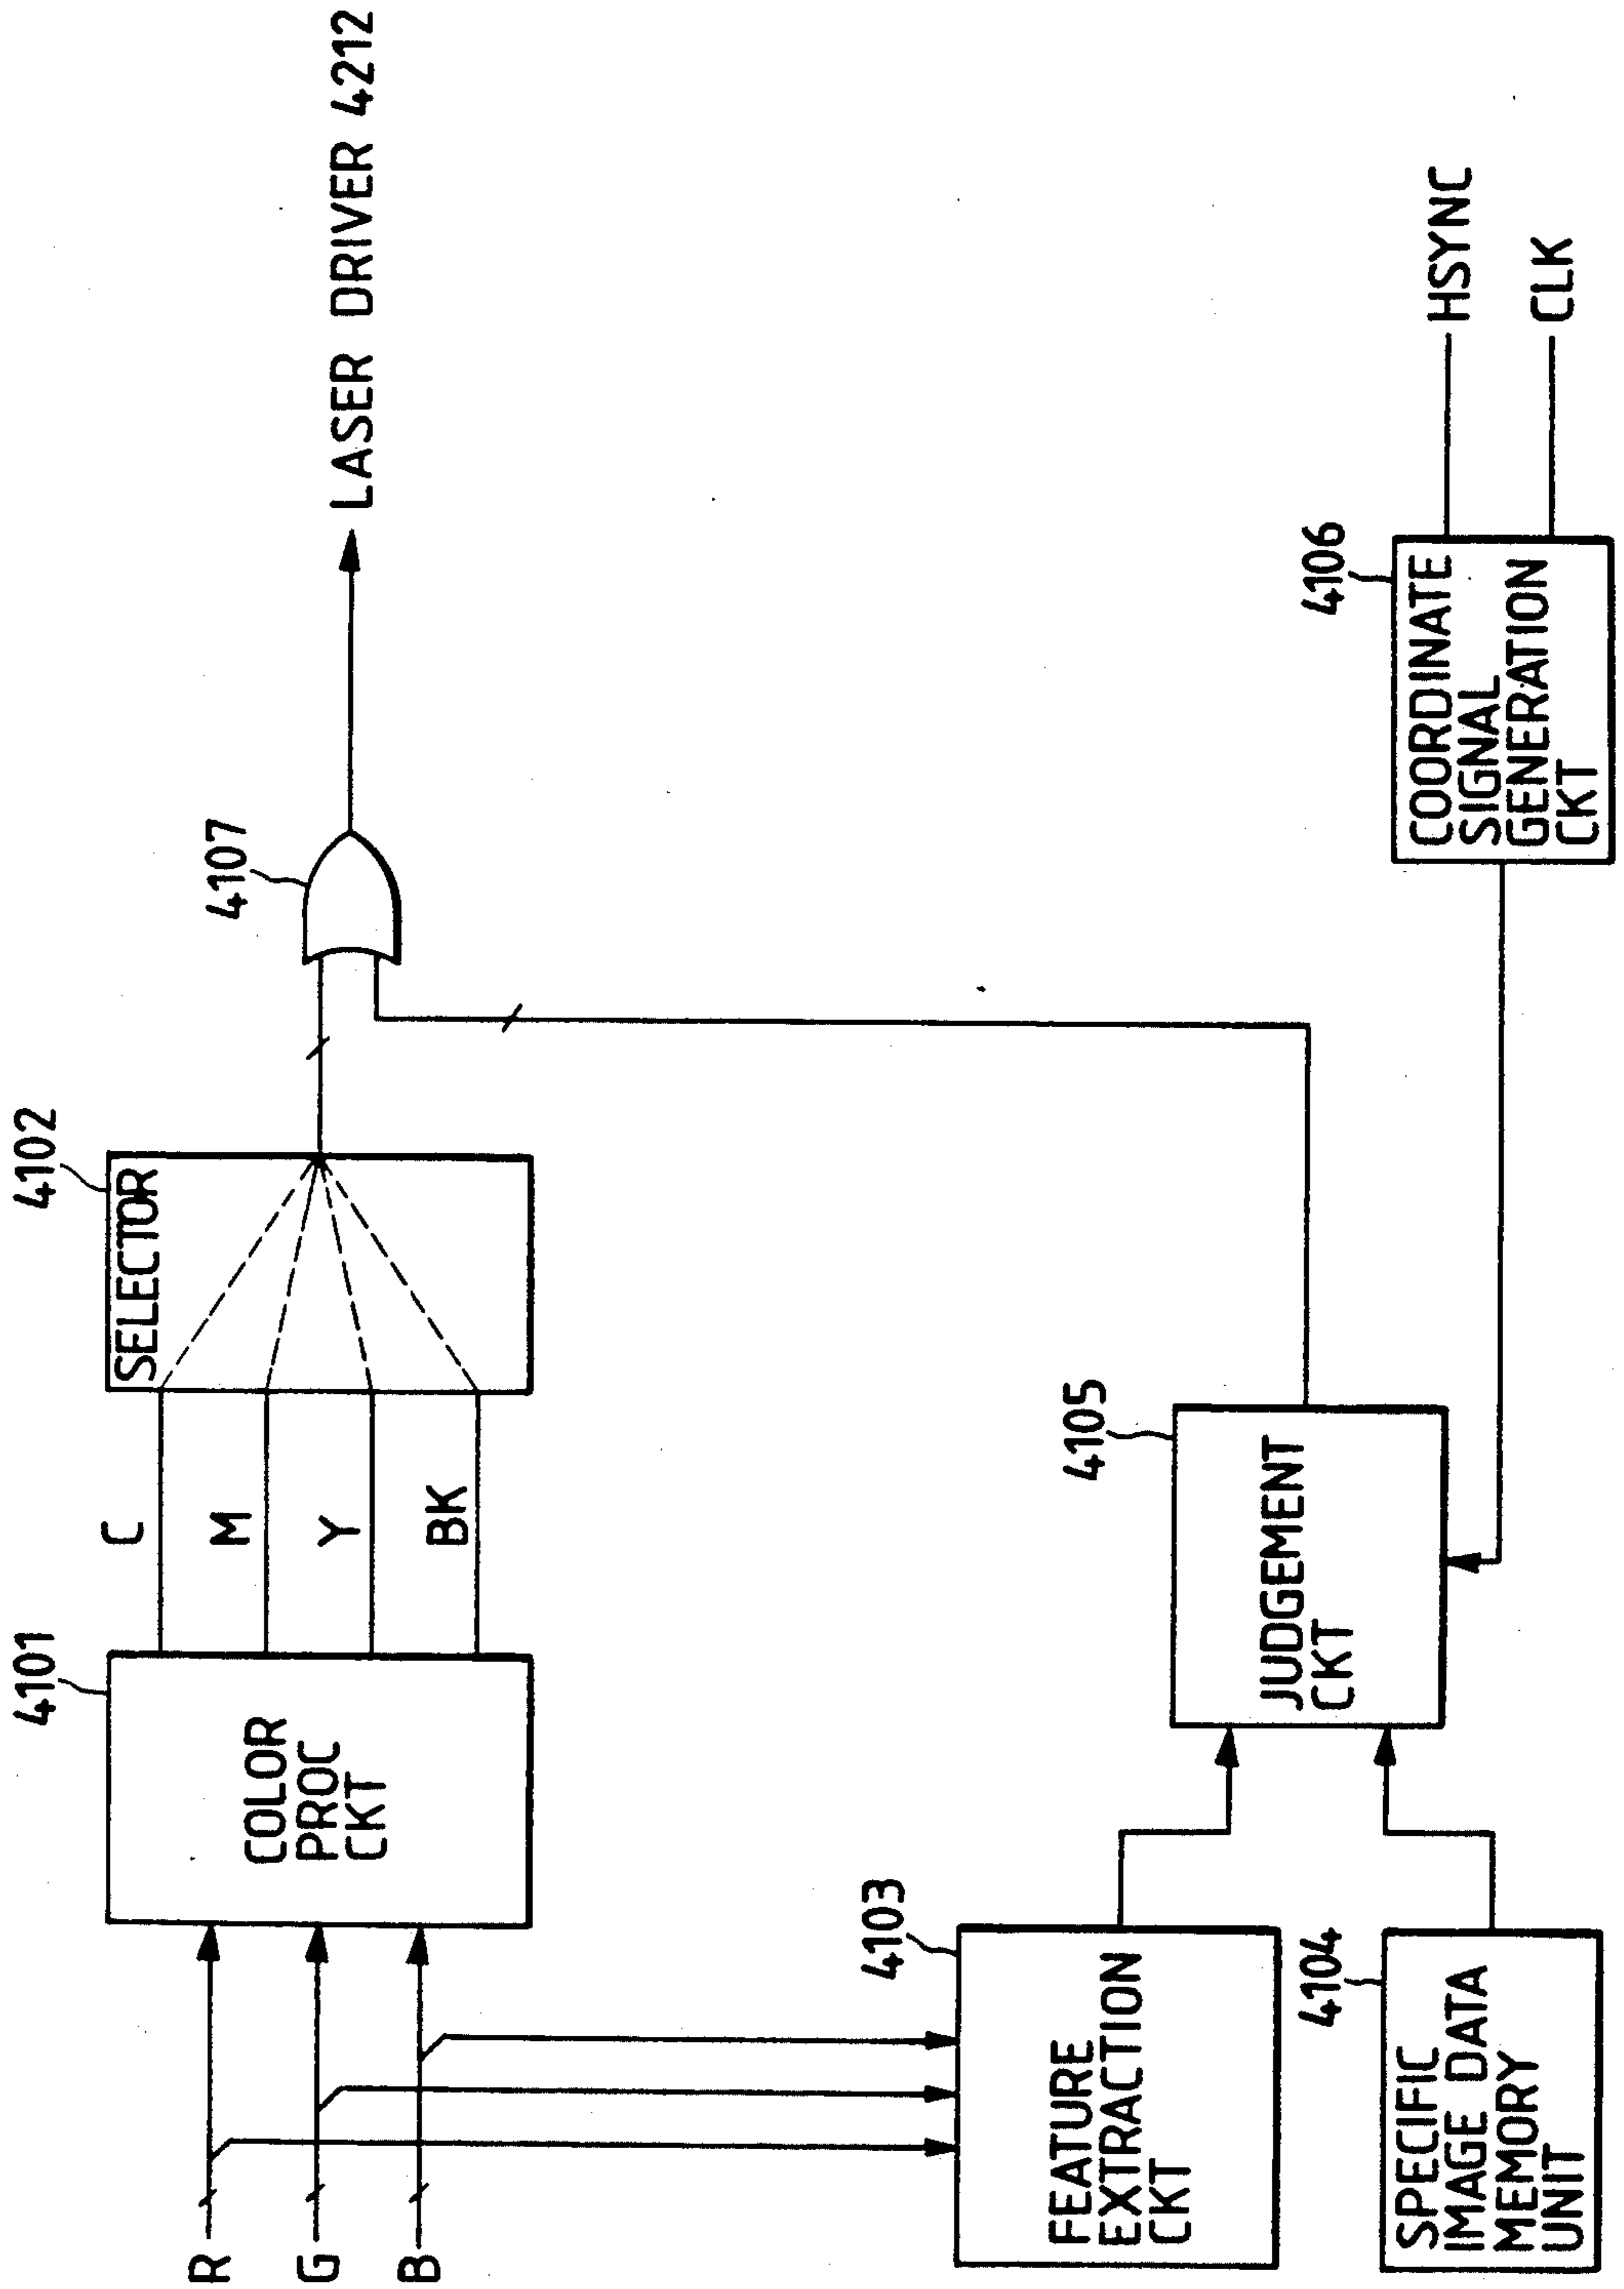 4101
4102
4107
R
G
B
COLOR
PROC
CKT
C
M
Y
BK
SELECTOR
LASER DRIVER 4212
4103
FEATURE
EXTRACTION
CKT
4104
SPECIFIC
IMAGE DATA
MEMORY
UNIT
4105
JUDGEMENT
CKT
4106
COORDINATE
SIGNAL
GENERATION
CKT
HSYNC
CLK